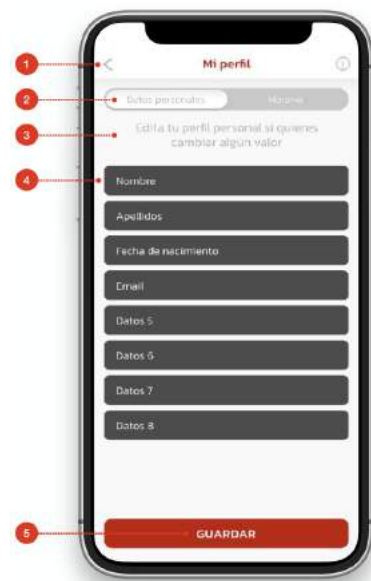 1
Mi perfil
2
Datos personales
Horario
3
Edita tu perfil personal si quieres
cambiar algún valor
4
Nombre
Apellidos
Fecha de nacimiento
Email
Datos 5
Datos 6
Datos 7
Datos 8
5
GUARDAR